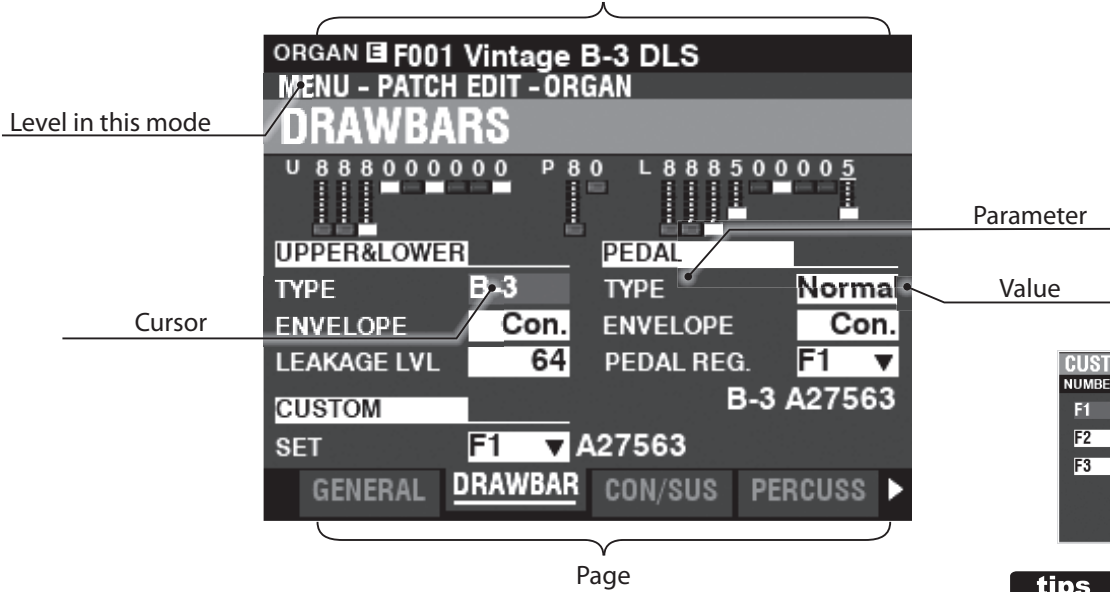 ORGAN E F001 Vintage B-3 DLS
MENU - PATCH EDIT - ORGAN
Level in this mode
DRAWBARS
U 8 8 8 0 0 0 0 0 0 P 8 0 L 8 8 8 5 0 0 0 0 5
Parameter
UPPER&LOWER PEDAL
TYPE B-3 TYPE Normal
Value
Cursor
ENVELOPE Con. ENVELOPE Con.
LEAKAGE LVL 64 PEDAL REG. F1 ▼
B-3 A27563
CUSTOM
SET F1 ▼ A27563
GENERAL DRAWBAR CON/SUS PERCUSS ▶
Page
CUST
NUMBE
F1
F2
F3
tips